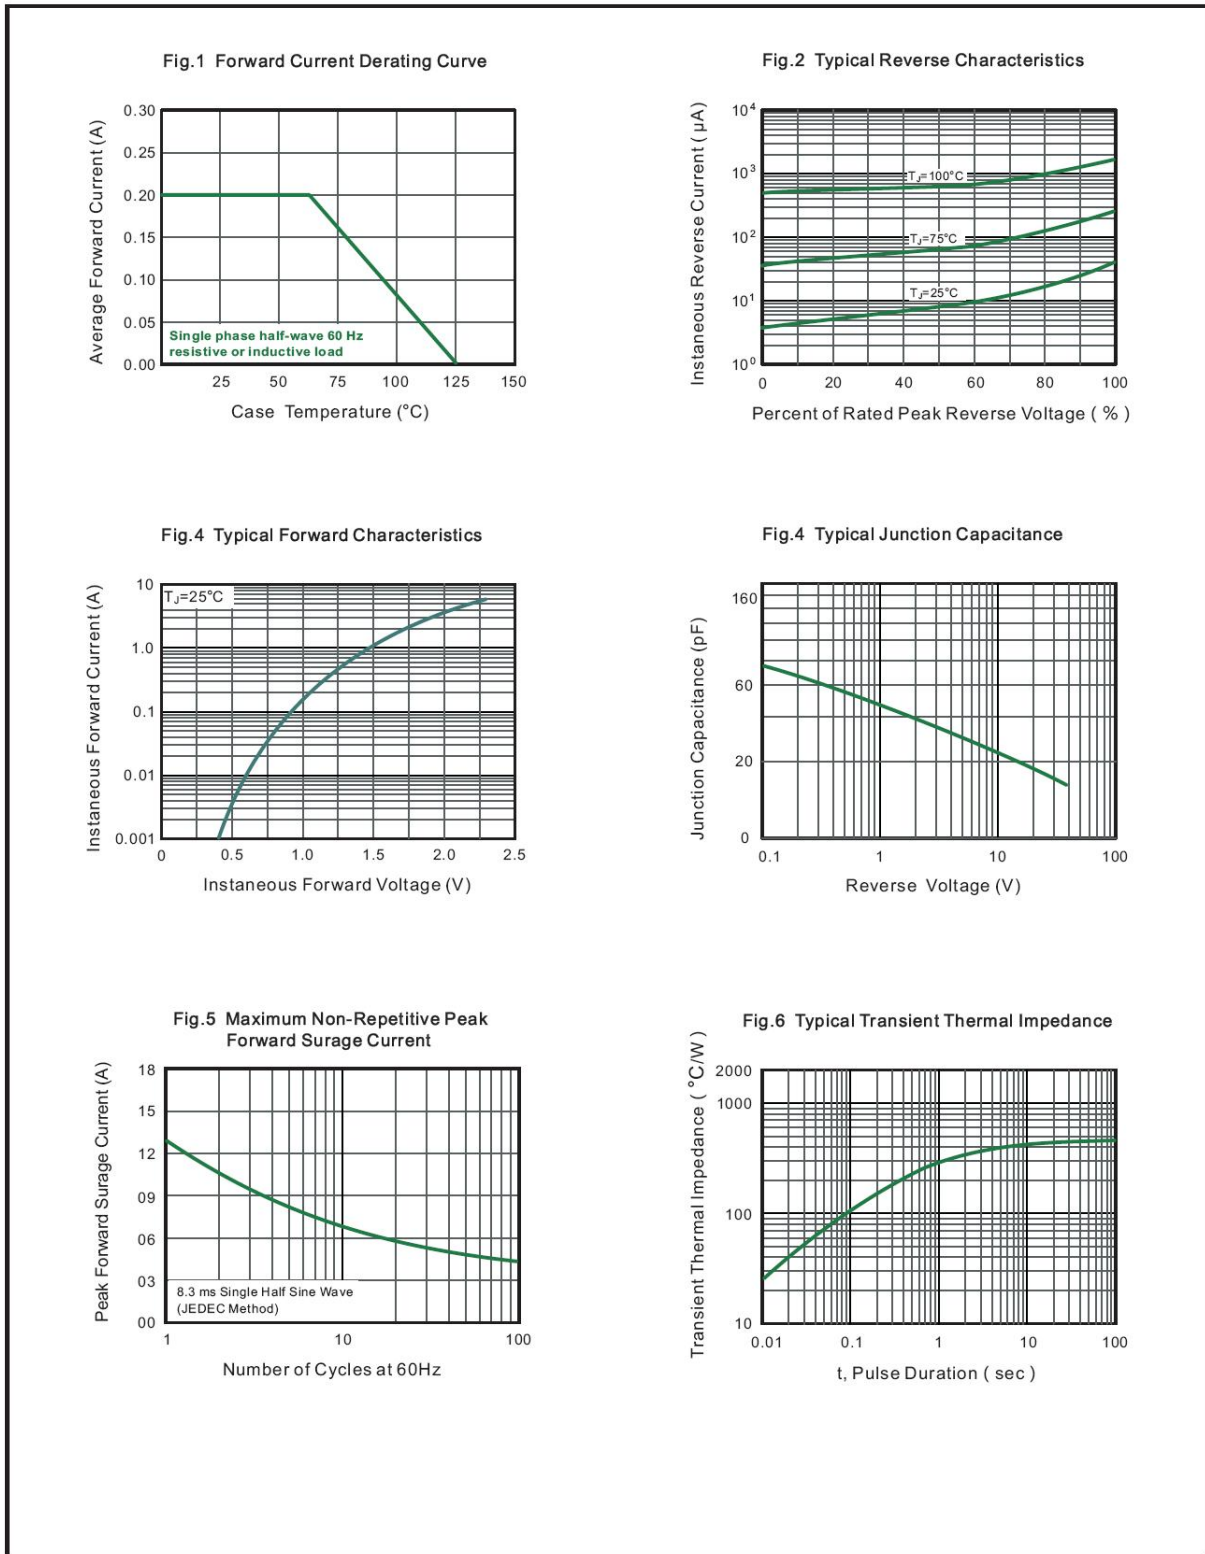 Fig.1 Forward Current Derating Curve
Average Forward Current (A)
0.30
0.25
0.20
0.15
0.10
0.05
0.00
Single phase half-wave 60 Hz
resistive or inductive load
25 50 75 100 125 150
Case Temperature (°C)
Fig.2 Typical Reverse Characteristics
Instaneous Reverse Current ( μA)
10⁴
10³
10²
10¹
10⁰
TJ=100°C
TJ=75°C
TJ=25°C
0 20 40 60 80 100
Percent of Rated Peak Reverse Voltage ( % )
Fig.4 Typical Forward Characteristics
Instaneous Forward Current (A)
10
1.0
0.1
0.01
0.001
TJ=25°C
0 0.5 1.0 1.5 2.0 2.5
Instaneous Forward Voltage (V)
Fig.4 Typical Junction Capacitance
Junction Capacitance (pF)
160
60
20
0
0.1 1 10 100
Reverse Voltage (V)
Fig.5 Maximum Non-Repetitive Peak
Forward Surage Current
Peak Forward Surage Current (A)
18
15
12
09
06
03
00
8.3 ms Single Half Sine Wave
(JEDEC Method)
1 10 100
Number of Cycles at 60Hz
Fig.6 Typical Transient Thermal Impedance
Transient Thermal Impedance ( °C/W )
2000
1000
100
10
0.01 0.1 1 10 100
t, Pulse Duration ( sec )